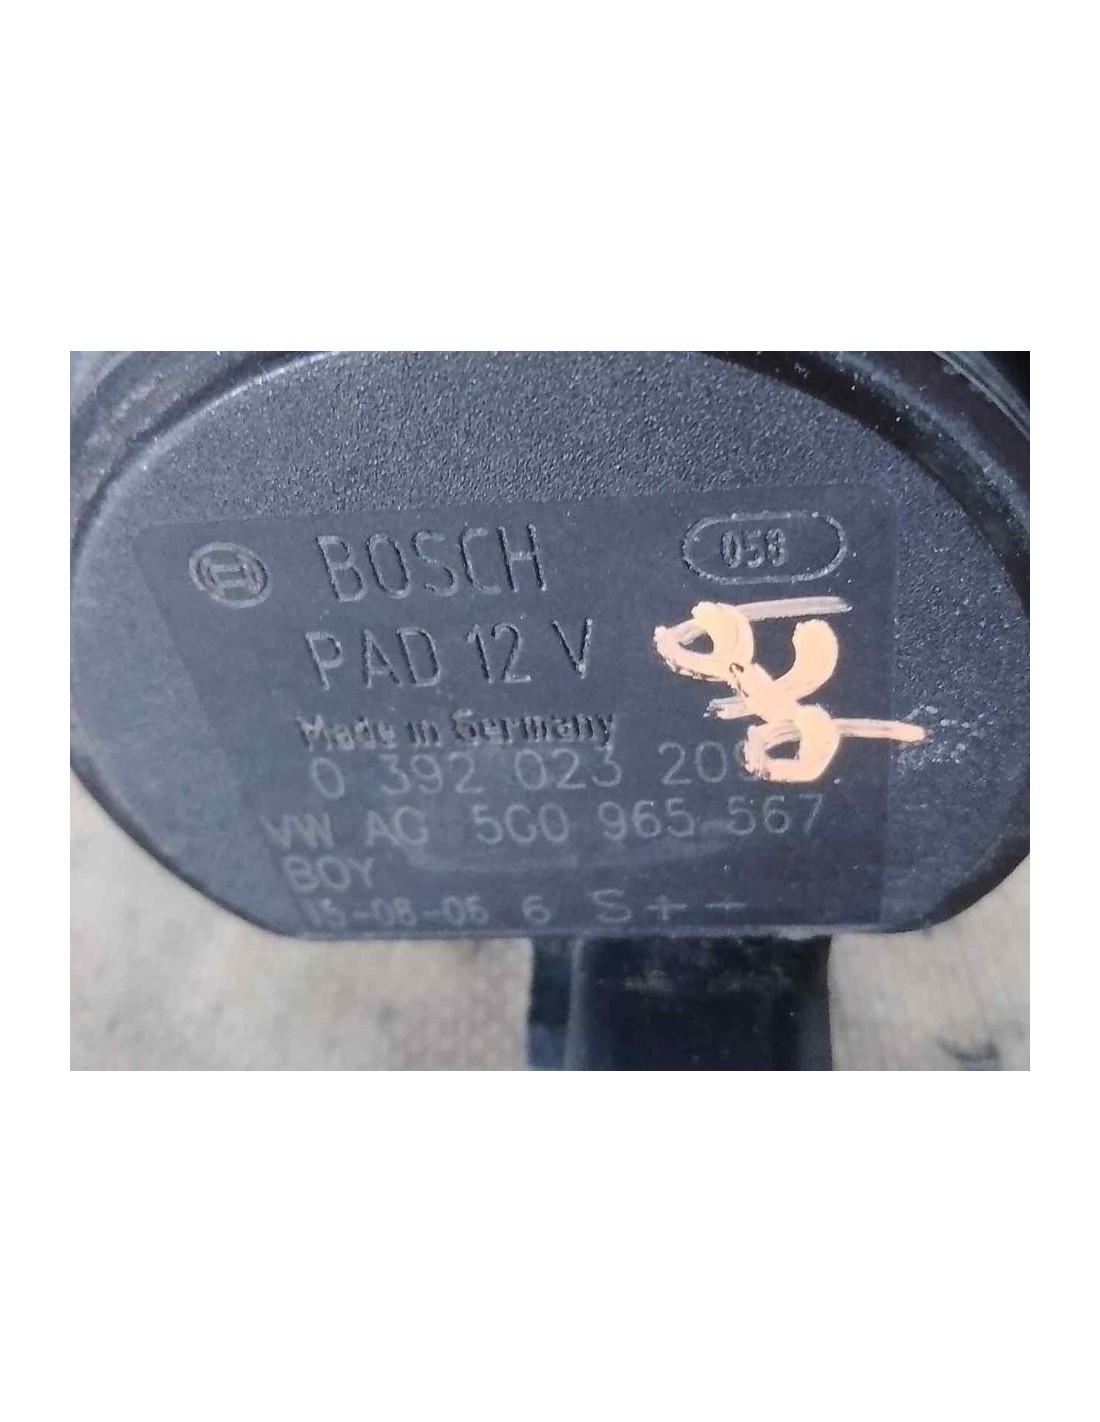 BOSCH
058
PAD 12 V
Made in Germany
0 392 023 209
VW AG 5G0 965 567
BOY
15-08-06 6 S++